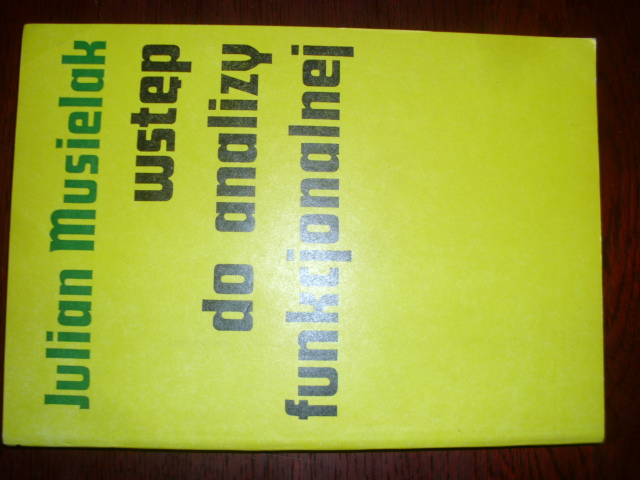 Julian Musielak
wstęp
do analizy
funkcjonalnej